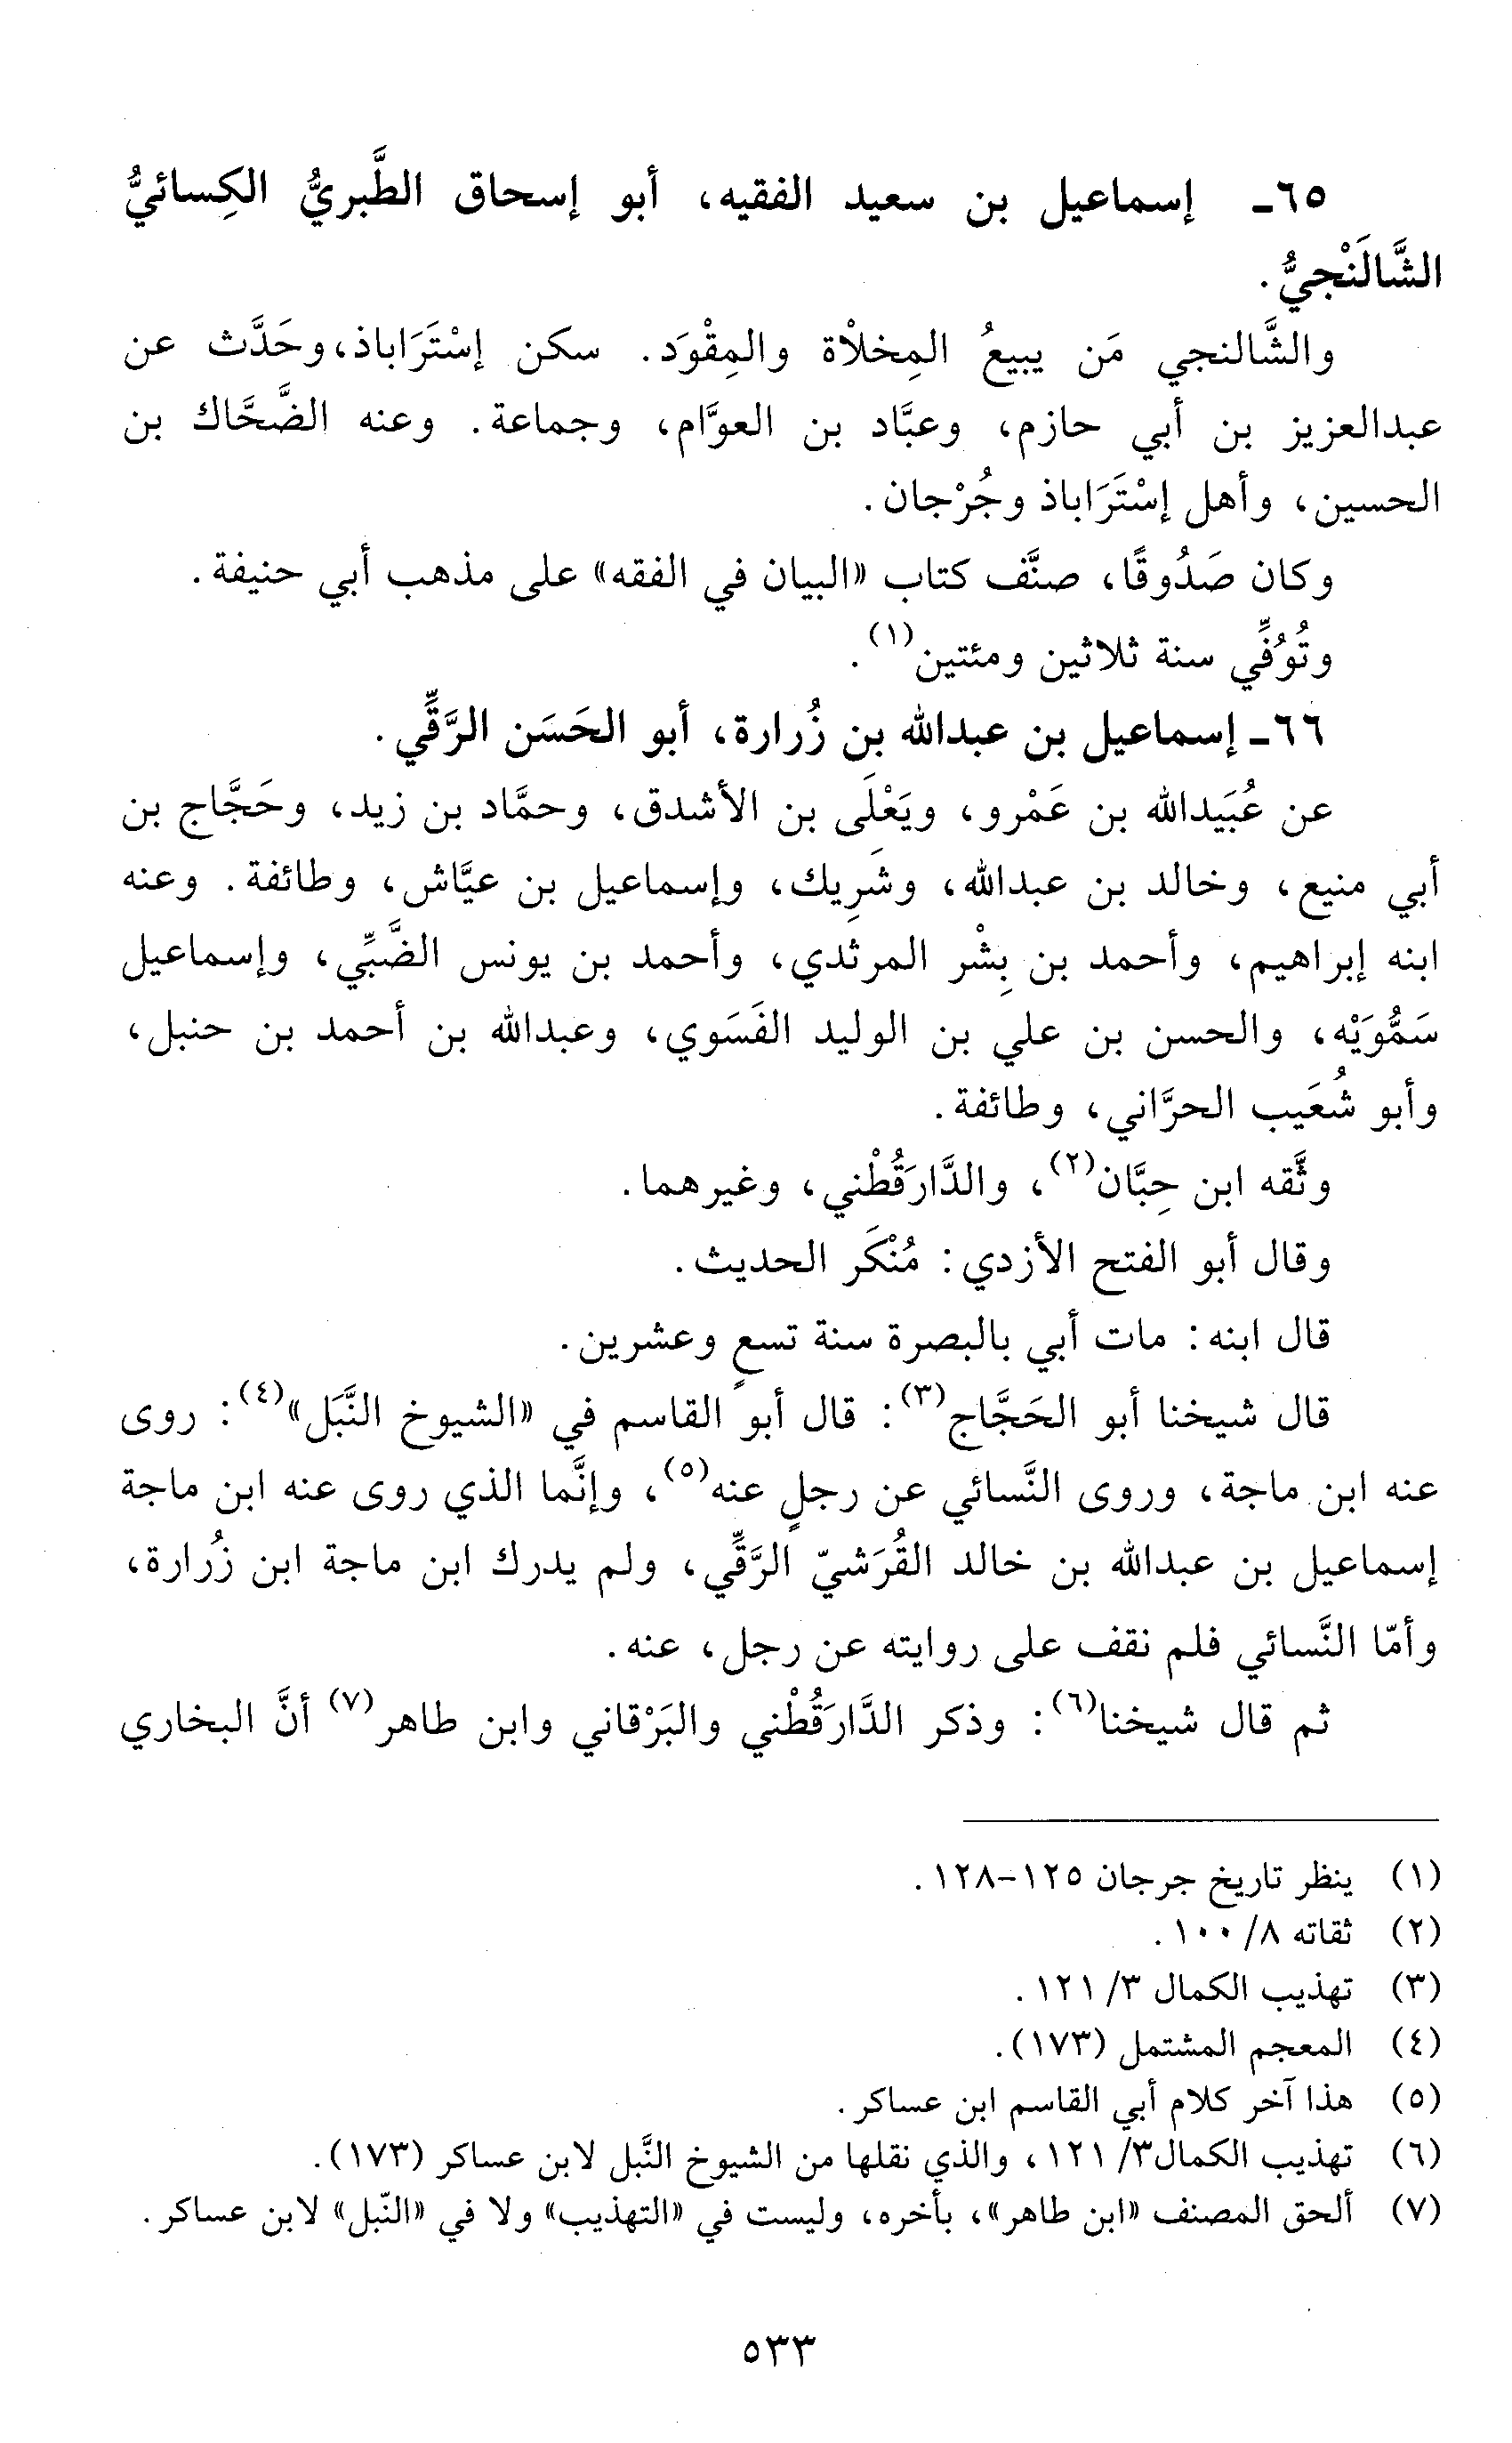 ٦٥ـ إسماعيل بن سعيد الفقيه، أبو إسحاق الطَّبريُّ الكِسائيُّ
الشَّالَنْجيُّ.
والشَّالنجي مَن يبيعُ المِخلاْة والمِقْوَد. سكن إسْتَرَاباذ، وحَدَّث عن
عبدالعزيز بن أبي حازم، وعبَّاد بن العوَّام، وجماعة. وعنه الضَّحَّاك بن
الحسين، وأهل إسْتَرَاباذ وجُرْجان.
وكان صَدُوقًا، صنَّف كتاب «البيان في الفقه» على مذهب أبي حنيفة.
وتُوُفِّي سنة ثلاثين ومئتين(١).
٦٦ـ إسماعيل بن عبدالله بن زُرارة، أبو الحَسَن الرَّقِّي.
عن عُبَيدالله بن عَمْرو، ويَعْلَى بن الأشدق، وحمَّاد بن زيد، وحَجَّاج بن
أبي منيع، وخالد بن عبدالله، وشَرِيك، وإسماعيل بن عيَّاش، وطائفة. وعنه
ابنه إبراهيم، وأحمد بن بِشْر المرثدي، وأحمد بن يونس الضَّبِّي، وإسماعيل
سَمُّوَيْه، والحسن بن علي بن الوليد الفَسَوي، وعبدالله بن أحمد بن حنبل،
وأبو شُعَيب الحرَّاني، وطائفة.
وثَّقه ابن حِبَّان(٢)، والدَّارَقُطْني، وغيرهما.
وقال أبو الفتح الأزدي: مُنْكَر الحديث.
قال ابنه: مات أبي بالبصرة سنة تسعٍ وعشرين.
قال شيخنا أبو الحَجَّاج(٣): قال أبو القاسم في «الشيوخ النَّبَل»(٤): روى
عنه ابن ماجة، وروى النَّسائي عن رجلٍ عنه(٥)، وإنَّما الذي روى عنه ابن ماجة
إسماعيل بن عبدالله بن خالد القُرَشيّ الرَّقِّي، ولم يدرك ابن ماجة ابن زُرارة،
وأمّا النَّسائي فلم نقف على روايته عن رجل، عنه.
ثم قال شيخنا(٦): وذكر الدَّارَقُطْني والبَرْقاني وابن طاهر(٧) أنَّ البخاري
(١) ينظر تاريخ جرجان ١٢٥-١٢٨.
(٢) ثقاته ٨/ ١٠٠.
(٣) تهذيب الكمال ٣/ ١٢١.
(٤) المعجم المشتمل (١٧٣).
(٥) هذا آخر كلام أبي القاسم ابن عساكر.
(٦) تهذيب الكمال٣/ ١٢١، والذي نقلها من الشيوخ النَّبل لابن عساكر (١٧٣).
(٧) ألحق المصنف «ابن طاهر»، بأخره، وليست في «التهذيب» ولا في «النّبل» لابن عساكر.
٥٣٣